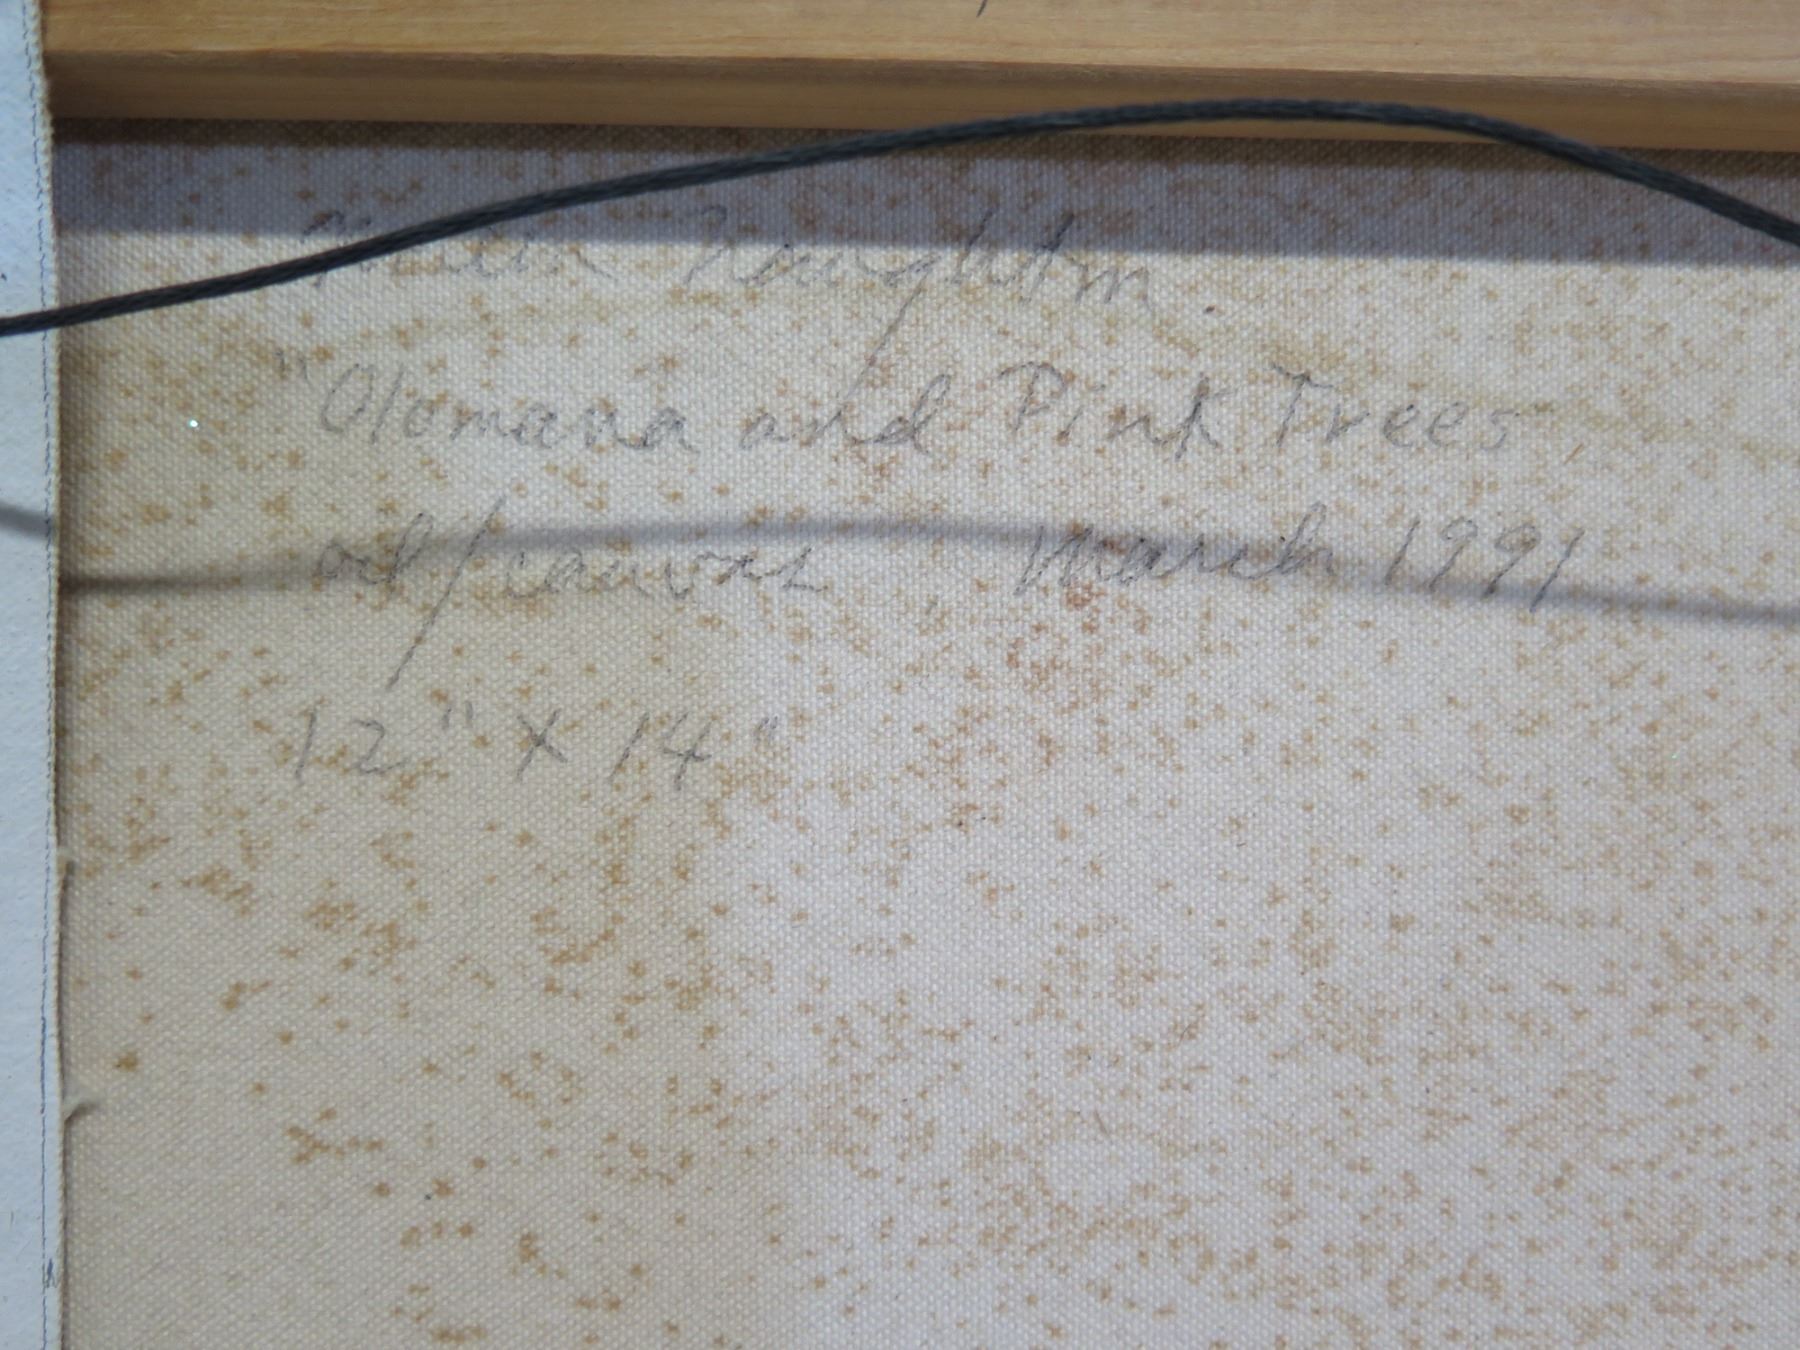 Naughton
"Olomana and Pink Trees
oil/canvas March 1991
12" X 14"